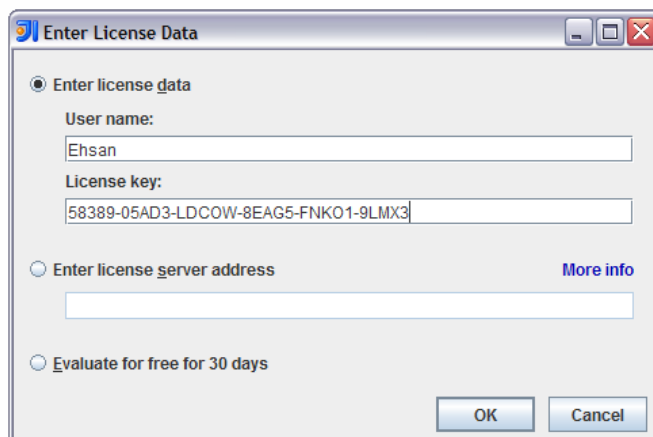 Enter License Data
Enter license data
User name:
Ehsan
License key:
58389-05AD3-LDCOW-8EAG5-FNKO1-9LMX3
Enter license server address
More info
Evaluate for free for 30 days
OK
Cancel